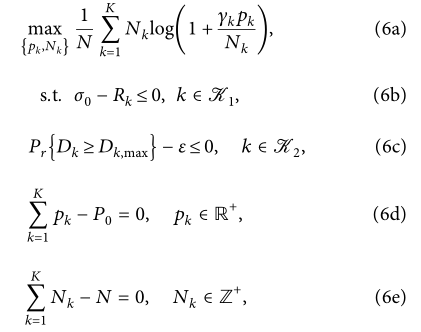 max_{p_k, N_k} 1/N ∑_{k=1}^{K} N_k log(1 + γ_k p_k / N_k), (6a)
s.t. σ_0 − R_k ≤ 0, k ∈ 𝒦_1, (6b)
P_r{D_k ≥ D_{k,max}} − ε ≤ 0, k ∈ 𝒦_2, (6c)
∑_{k=1}^{K} p_k − P_0 = 0, p_k ∈ ℝ^+, (6d)
∑_{k=1}^{K} N_k − N = 0, N_k ∈ ℤ^+, (6e)